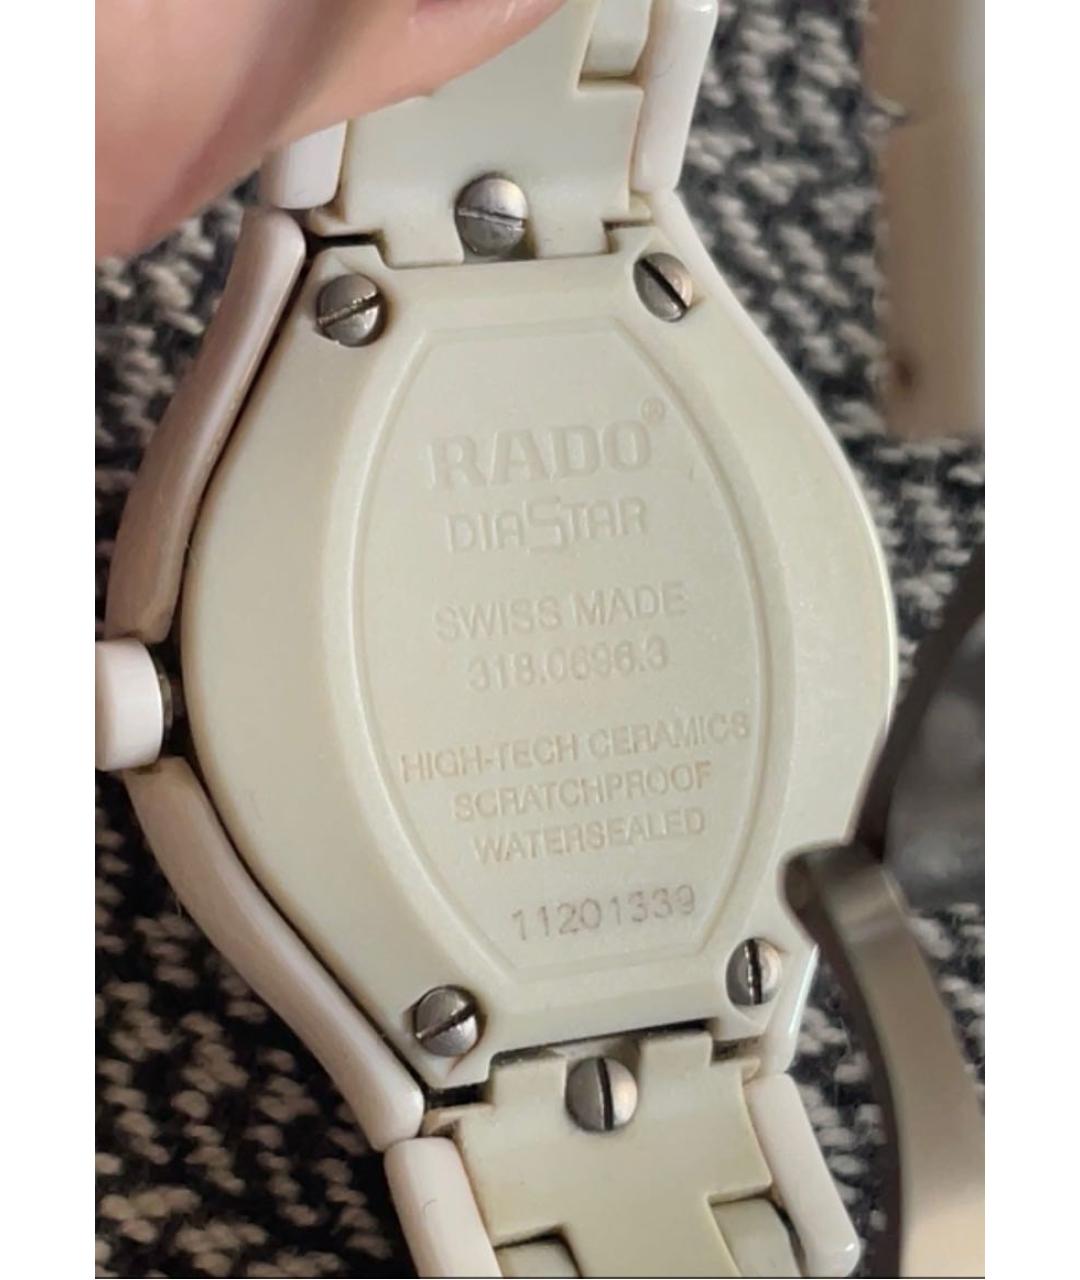 RADO®
DIASTAR
SWISS MADE
318.0696.3
HIGH-TECH CERAMICS
SCRATCHPROOF
WATERSEALED
11201339